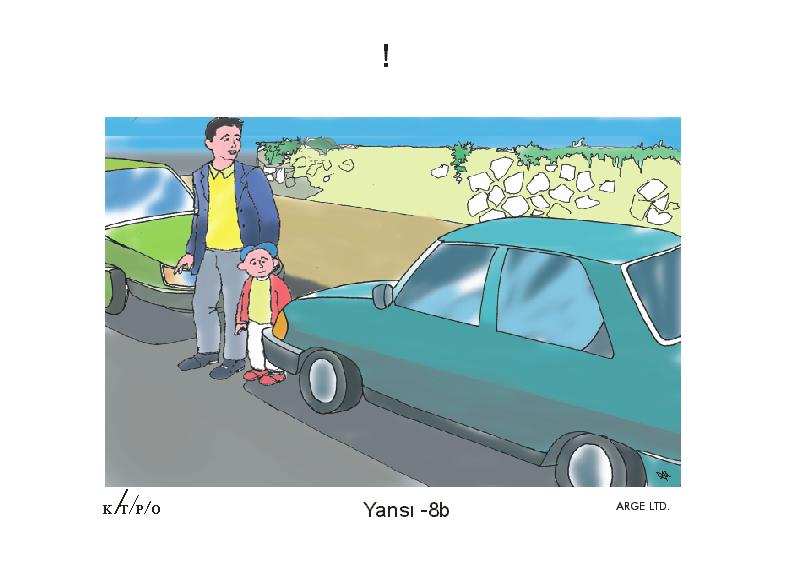 !
K/T/P/O
Yansı -8b
ARGE LTD.